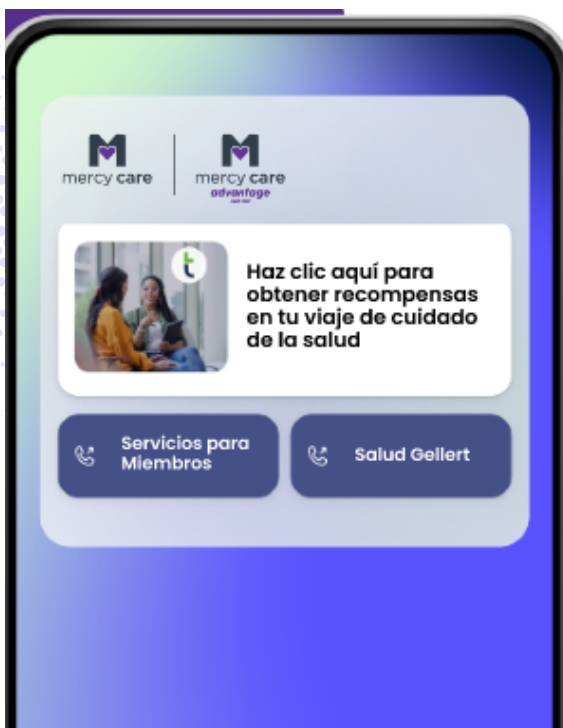 mercy care
mercy care
advantage
Haz clic aquí para
obtener recompensas
en tu viaje de cuidado
de la salud
Servicios para
Miembros
Salud Gellert